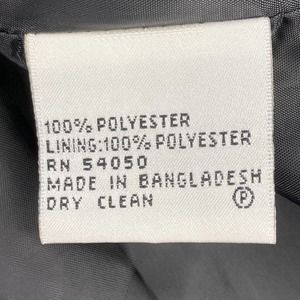 100% POLYESTER
LINING:100% POLYESTER
RN 54050
MADE IN BANGLADESH
DRY CLEAN Ⓟ